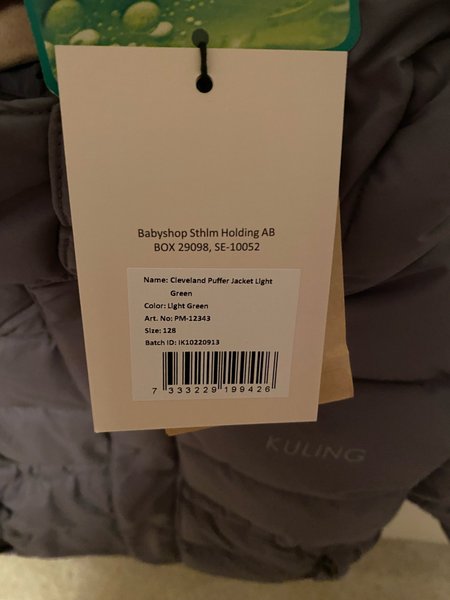 Babyshop Sthlm Holding AB
BOX 29098, SE-10052
Name: Cleveland Puffer Jacket Light
Green
Color: Light Green
Art. No: PM-12343
Size: 128
Batch ID: IK10220913
7 333229 199426
KULING